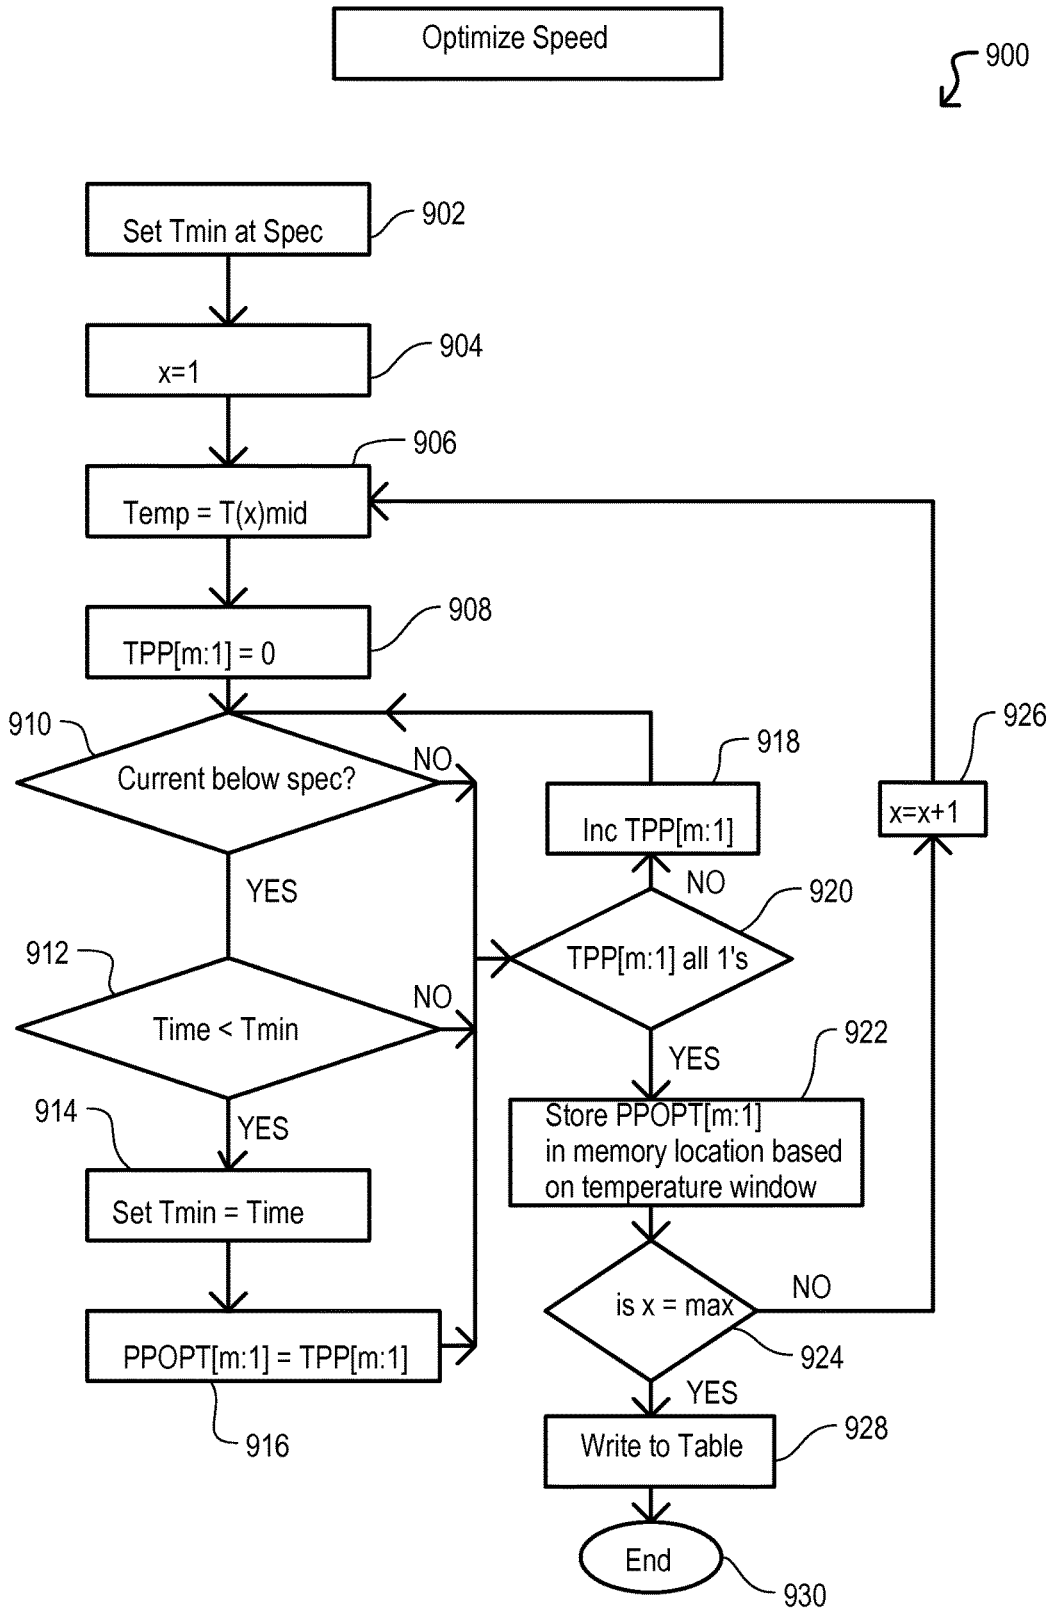 Optimize Speed
900
Set Tmin at Spec
902
x=1
904
906
Temp = T(x)mid
908
TPP[m:1] = 0
910
Current below spec?
NO
YES
912
Time < Tmin
NO
YES
914
Set Tmin = Time
PPOPT[m:1] = TPP[m:1]
916
918
Inc TPP[m:1]
NO
920
TPP[m:1] all 1's
YES
922
Store PPOPT[m:1]
in memory location based
on temperature window
is x = max
NO
924
YES
926
x=x+1
Write to Table
928
End
930